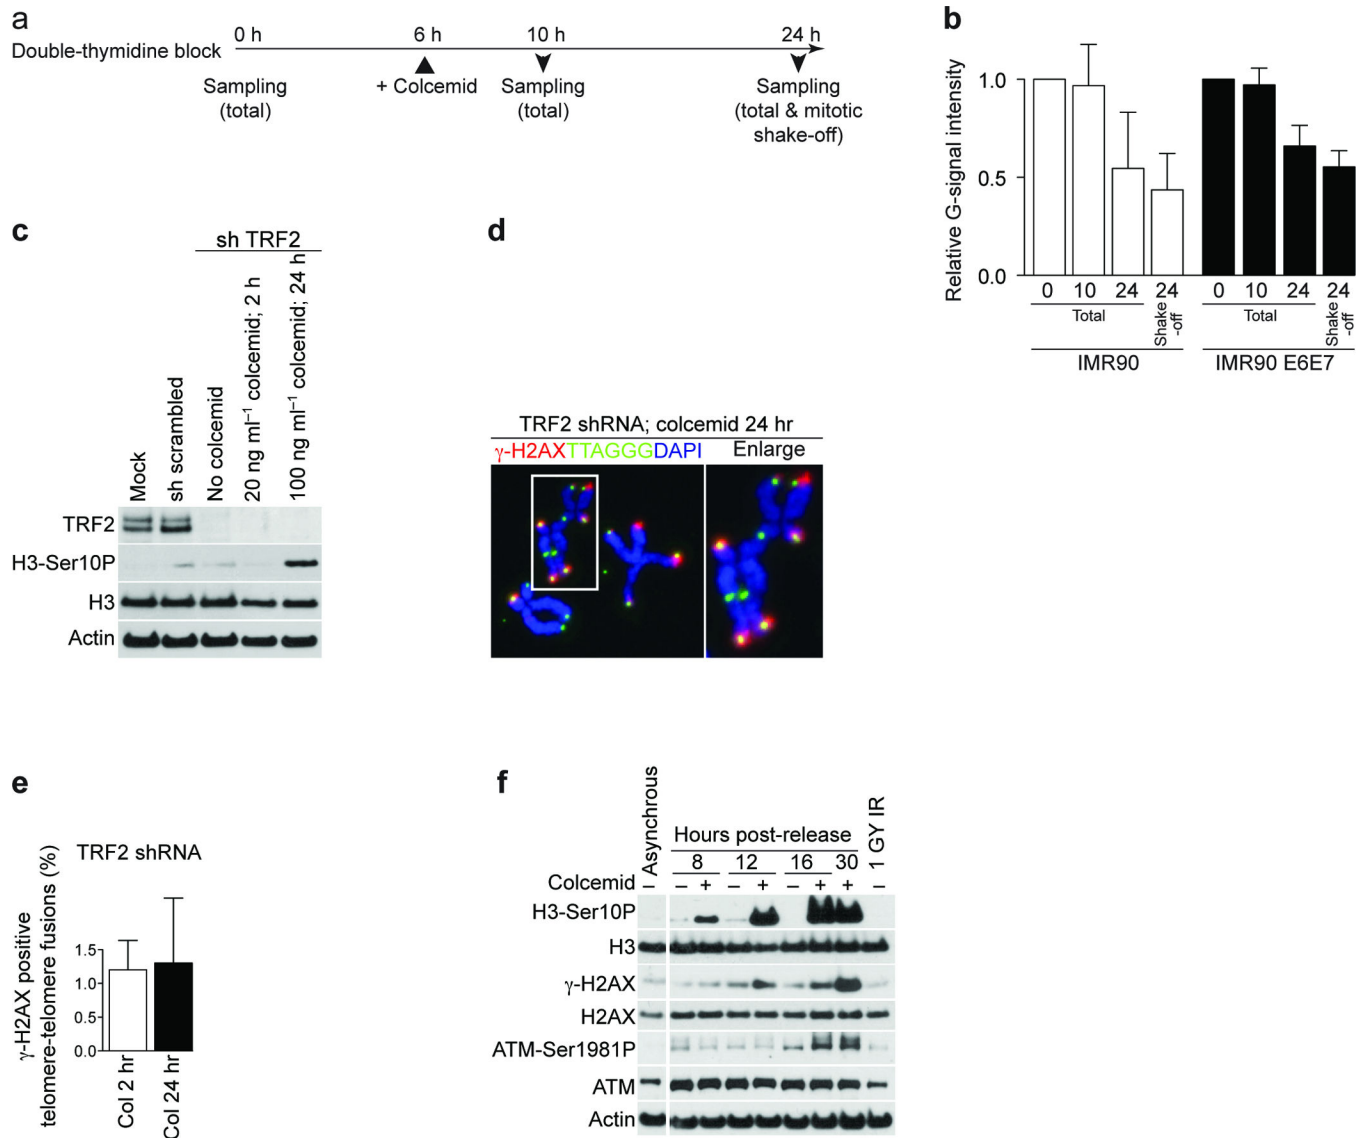 a
0 h 6 h 10 h 24 h
Double-thymidine block
Sampling (total)
+ Colcemid
Sampling (total)
Sampling (total & mitotic shake-off)
b
Relative G-signal intensity
1.0
0.5
0.0
0 10 24 24 0 10 24 24
Total Shake-off Total Shake-off
IMR90 IMR90 E6E7
c
sh TRF2
Mock
sh scrambled
No colcemid
20 ng ml⁻¹ colcemid; 2 h
100 ng ml⁻¹ colcemid; 24 h
TRF2
H3-Ser10P
H3
Actin
d
TRF2 shRNA; colcemid 24 hr
γ-H2AXTTAGGGDAPI Enlarge
e
TRF2 shRNA
γ-H2AX positive
telomere-telomere fusions (%)
1.5
1.0
0.5
0.0
Col 2 hr
Col 24 hr
f
Asynchrous
Hours post-release
1 GY IR
8 12 16 30
Colcemid – – + – + – + + –
H3-Ser10P
H3
γ-H2AX
H2AX
ATM-Ser1981P
ATM
Actin